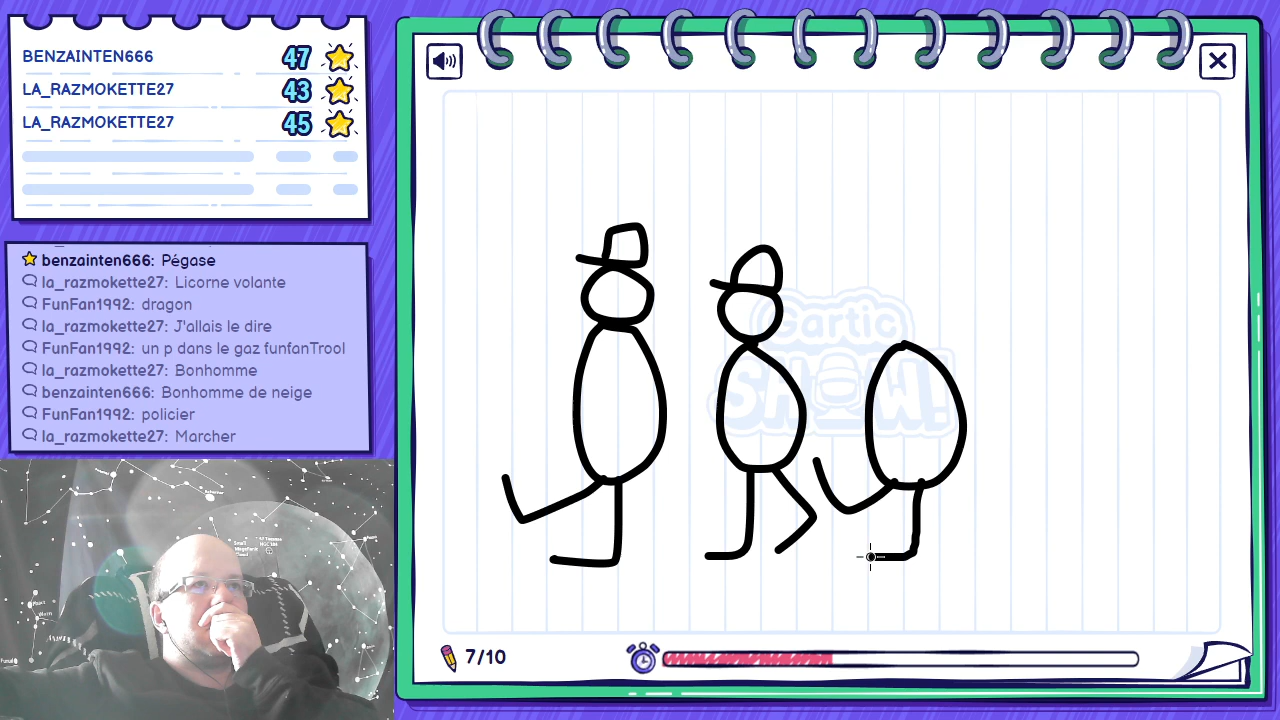 BENZAINTEN666 47
LA_RAZMOKETTE27 43
LA_RAZMOKETTE27 45
benzainten666: Pégase
la_razmokette27: Licorne volante
FunFan1992: dragon
la_razmokette27: J'allais le dire
FunFan1992: un p dans le gaz funfanTrool
la_razmokette27: Bonhomme
benzainten666: Bonhomme de neige
FunFan1992: policier
la_razmokette27: Marcher
Gartic
SHOW!
7/10